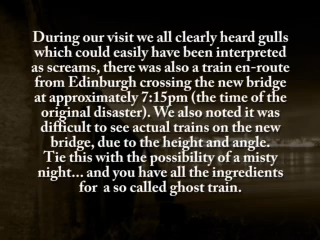 During our visit we all clearly heard gulls
which could easily have been interpreted
as screams, there was also a train en-route
from Edinburgh crossing the new bridge
at approximately 7:15pm (the time of the
original disaster). We also noted it was
difficult to see actual trains on the new
bridge, due to the height and angle.
Tie this with the possibility of a misty
night... and you have all the ingredients
for a so called ghost train.